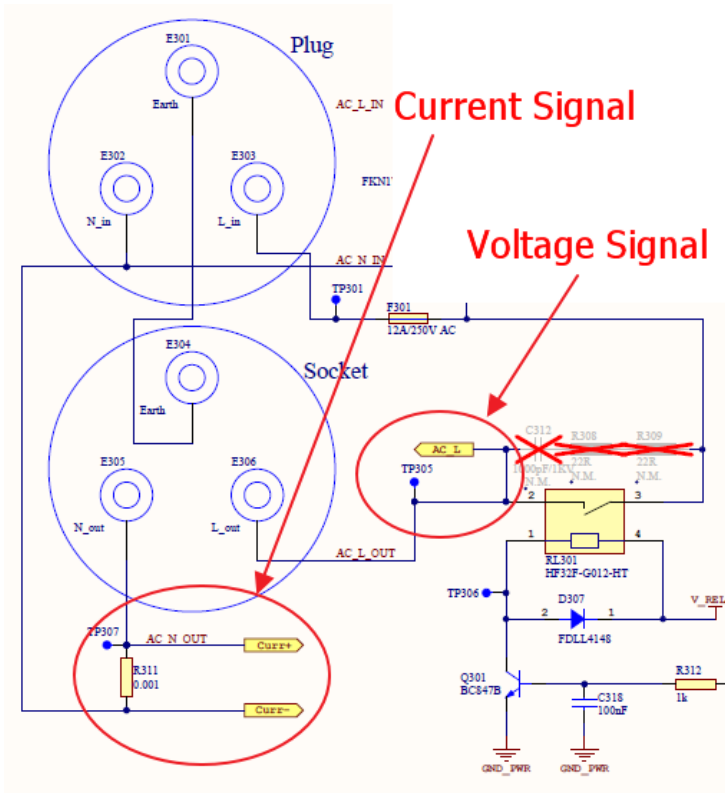 Plug
E301
Earth
AC_L_IN
Current Signal
E302
E303
FKN1
N_in
L_in
Voltage Signal
AC_N_IN
TP301
F301
12A/250V AC
E304
Socket
Earth
C312
R308
R309
AC_L
1000pF/1KV
22R
22R
N.M.
N.M.
N.M.
TP305
E305
E306
2
3
N_out
L_out
1
4
AC_L_OUT
RL301
HF32F-G012-HT
TP306
D307
V_REL
2
1
FDLL4148
TP307
AC_N_OUT
Curr+
R311
0.001
Q301
BC847B
R312
1k
C318
100nF
Curr-
GND_PWR
GND_PWR